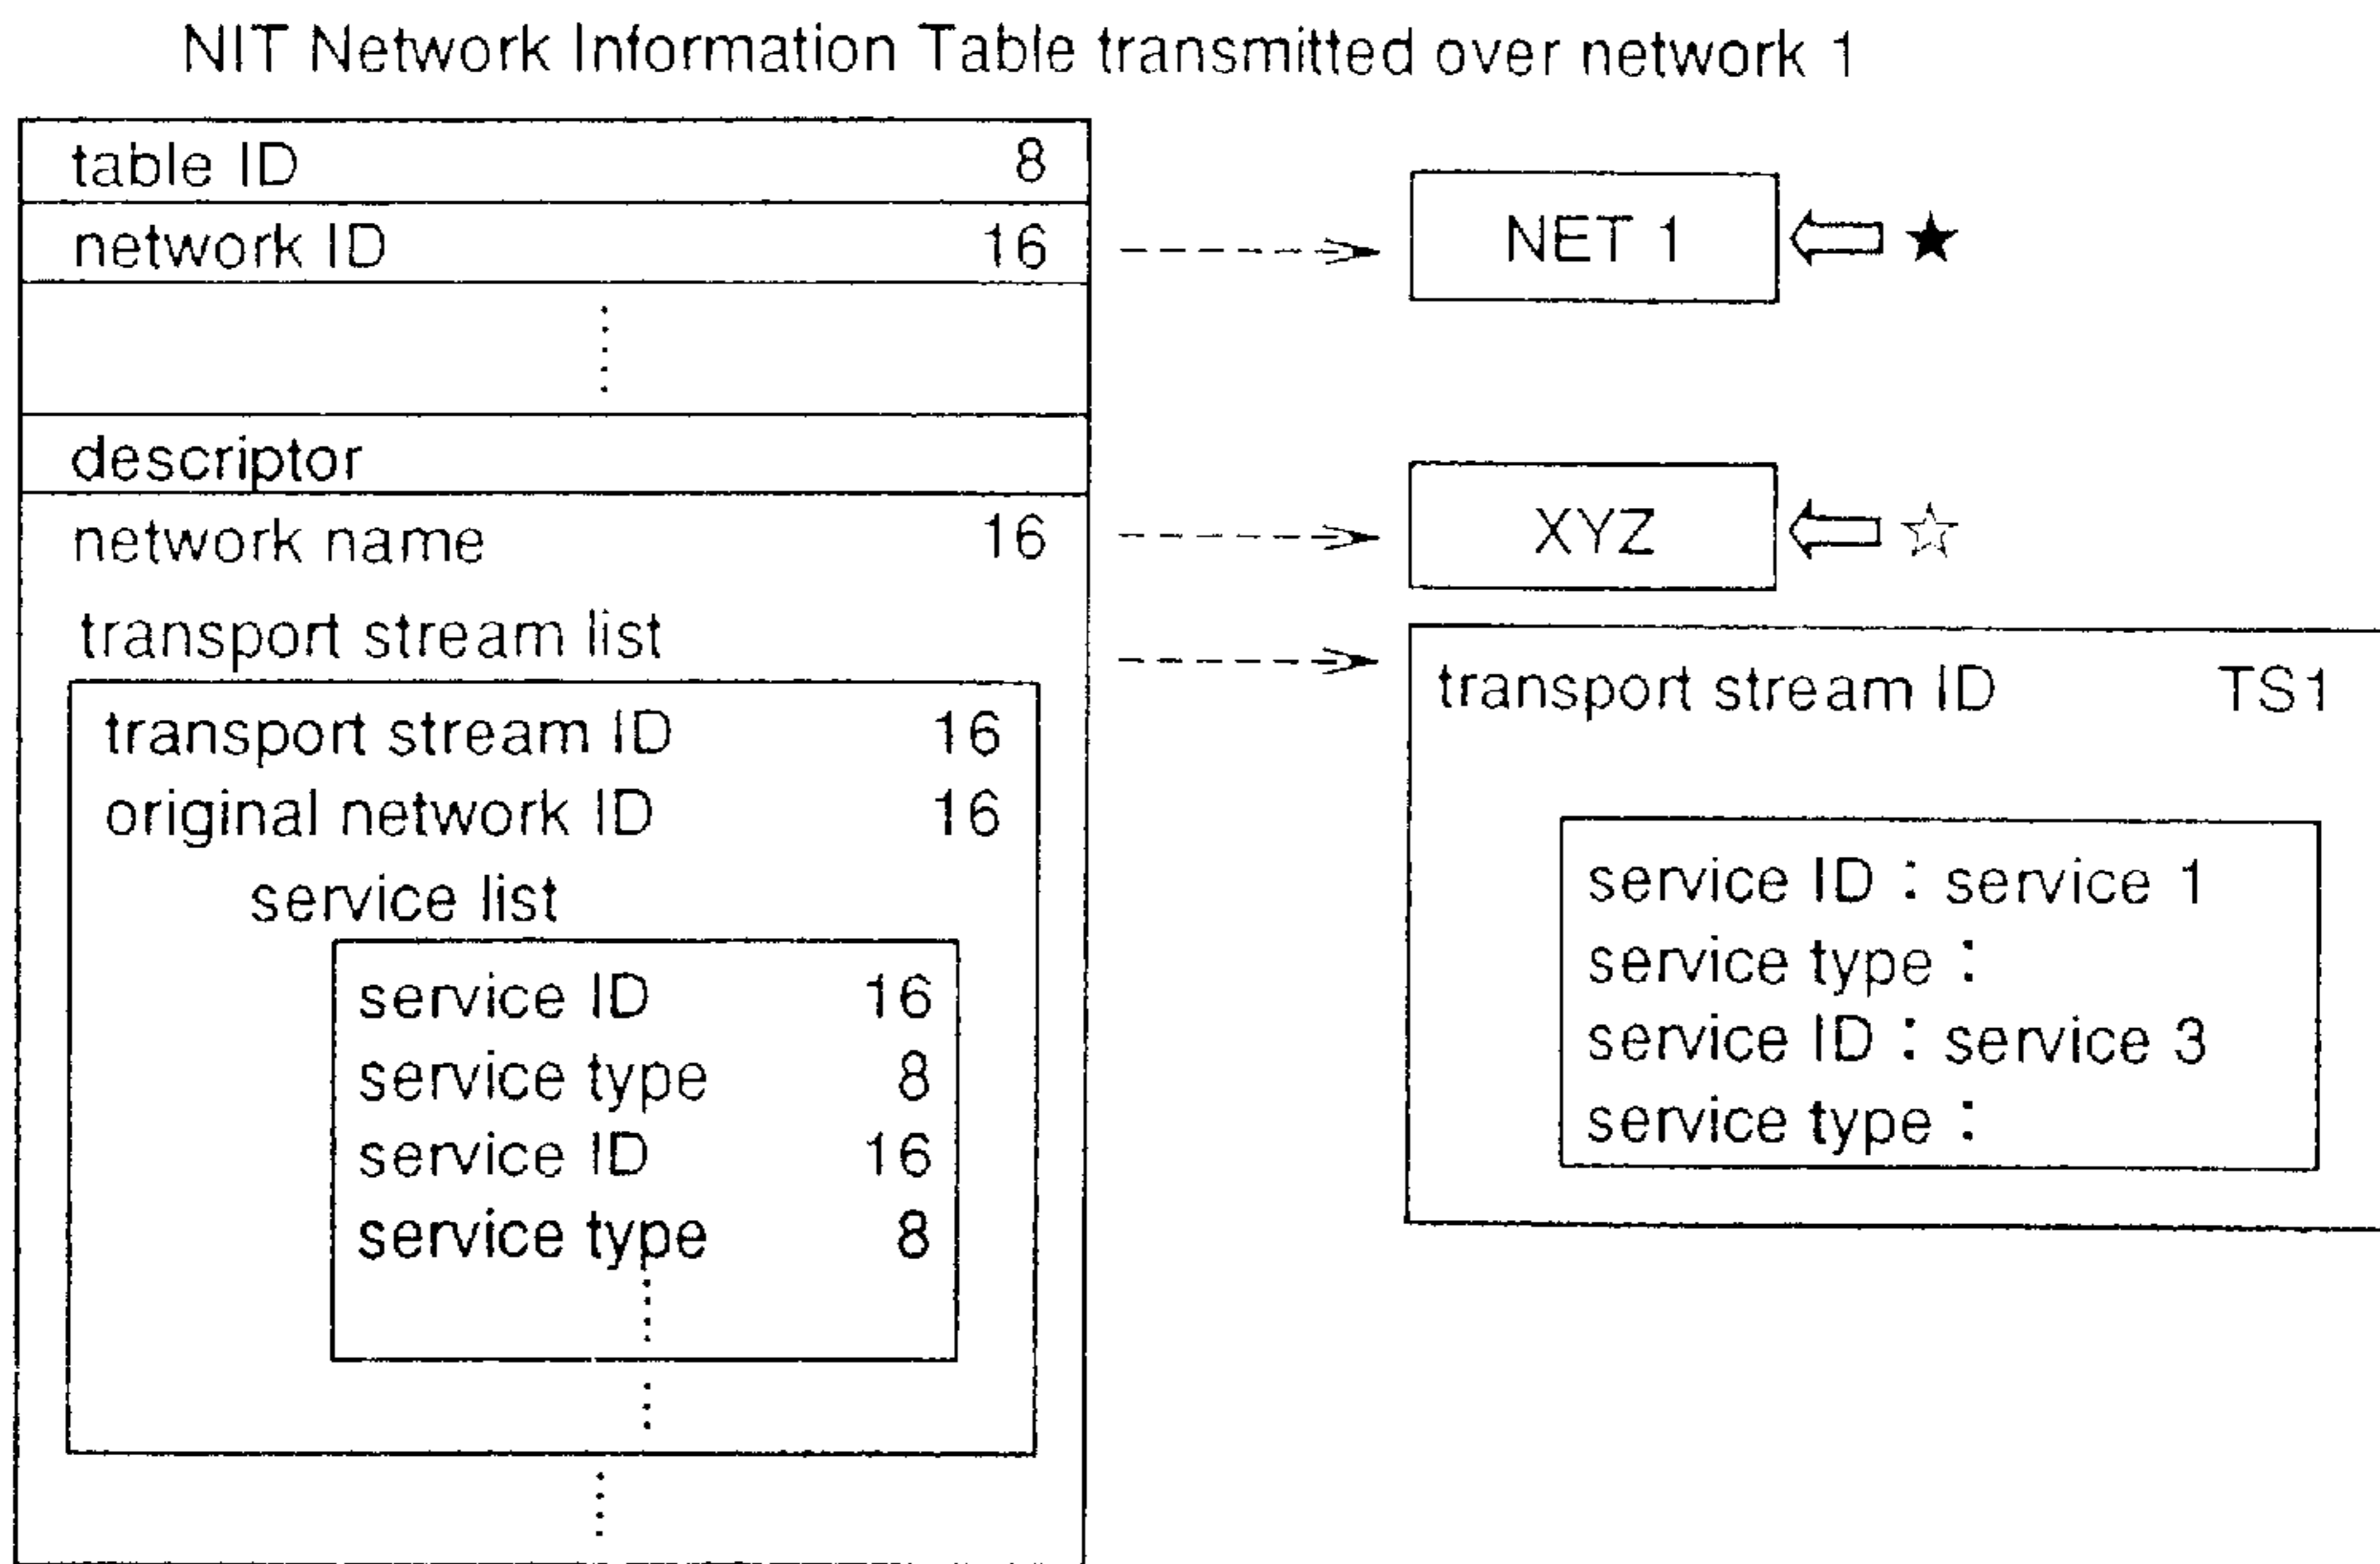 NIT Network Information Table transmitted over network 1
table ID 8
network ID 16
descriptor
network name 16
transport stream list
transport stream ID 16
original network ID 16
service list
service ID 16
service type 8
service ID 16
service type 8
NET 1
XYZ
transport stream ID TS1
service ID : service 1
service type :
service ID : service 3
service type :